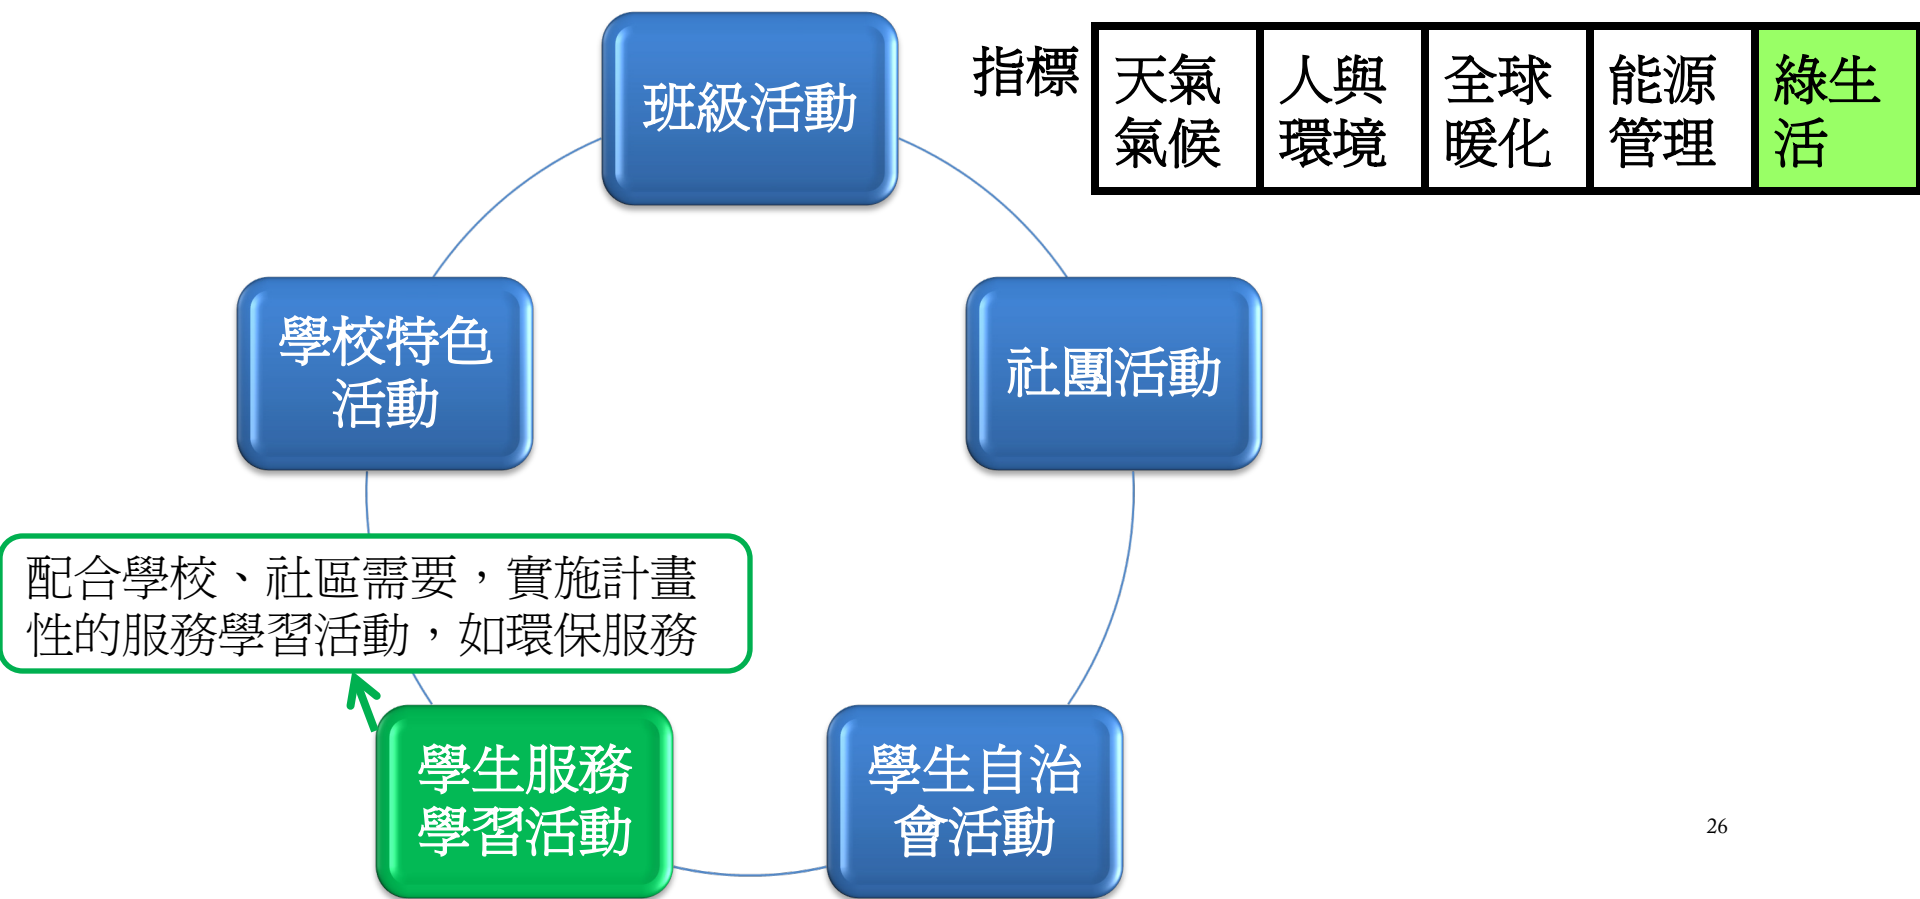 班級活動
指標
天氣
氣候
人與
環境
全球
暖化
能源
管理
綠生
活
學校特色
活動
社團活動
配合學校、社區需要，實施計畫
性的服務學習活動，如環保服務
學生服務
學習活動
學生自治
會活動
26